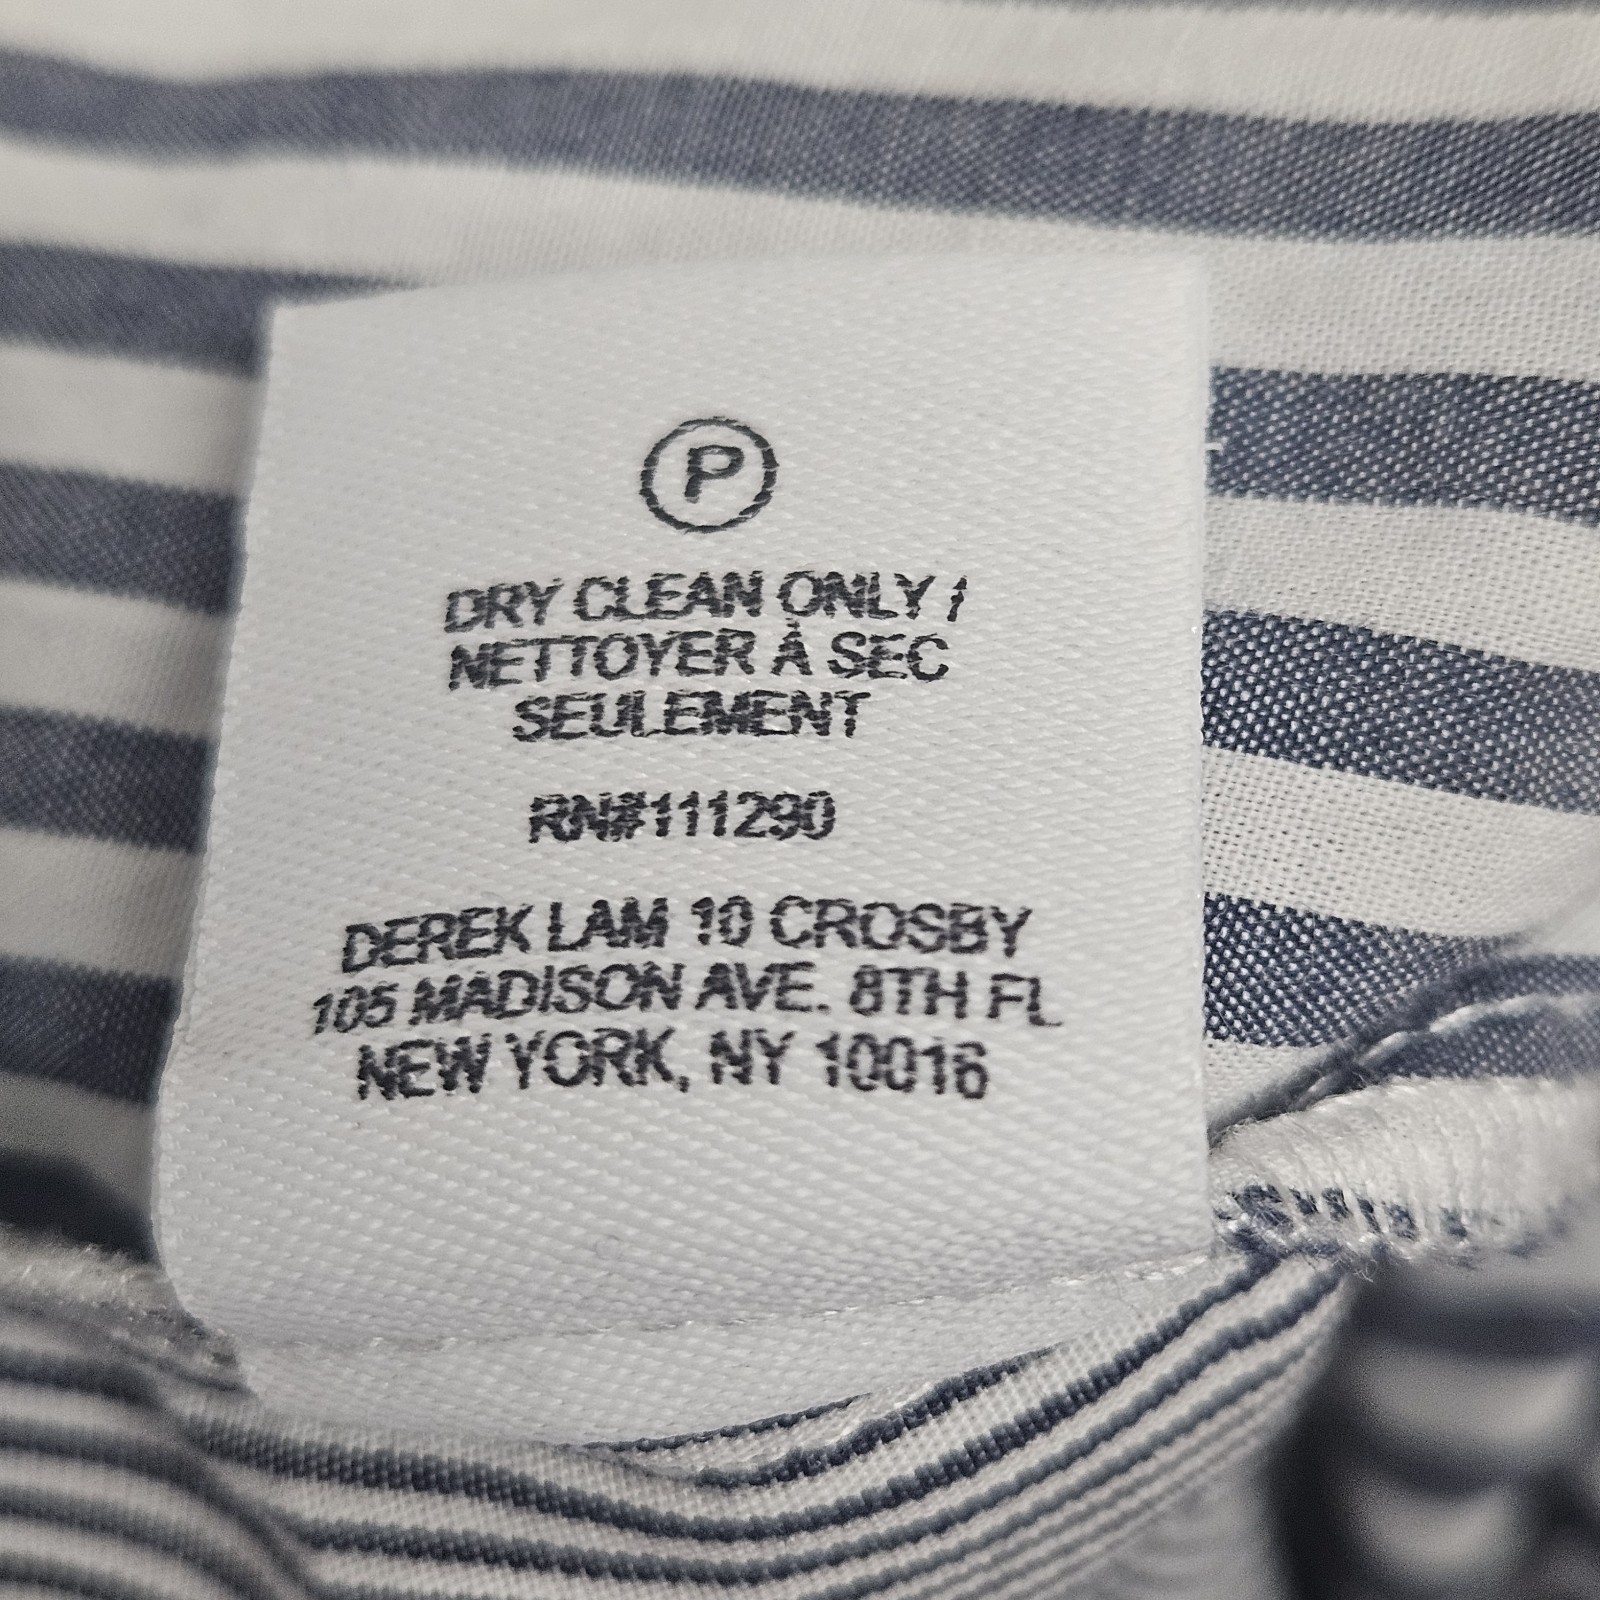 P
DRY CLEAN ONLY /
NETTOYER À SEC
SEULEMENT
RN#111290
DEREK LAM 10 CROSBY
105 MADISON AVE. 8TH FL
NEW YORK, NY 10016